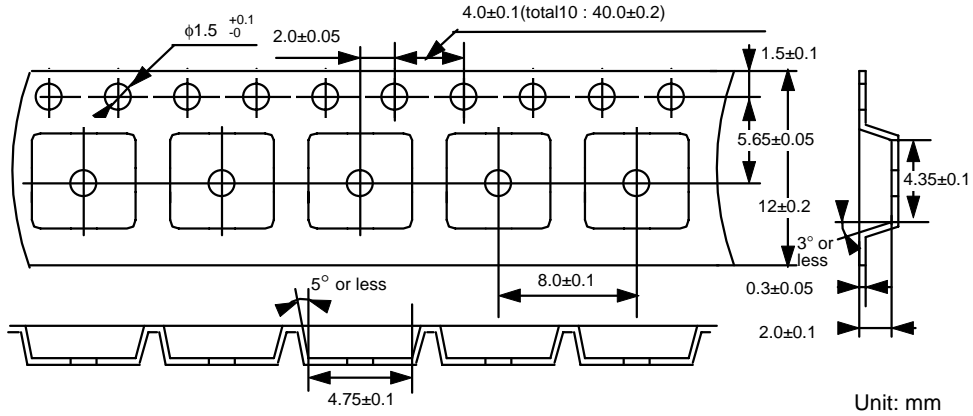 4.0±0.1(total10 : 40.0±0.2)
ϕ1.5 +0.1
-0
2.0±0.05
1.5±0.1
5.65±0.05
4.35±0.1
12±0.2
3° or
less
5° or less
8.0±0.1
0.3±0.05
2.0±0.1
4.75±0.1
Unit: mm